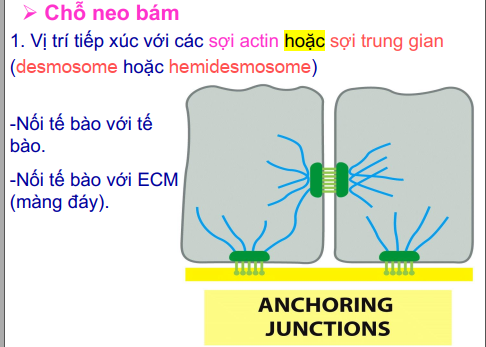 ➢ Chỗ neo bám
1. Vị trí tiếp xúc với các sợi actin hoặc sợi trung gian
(desmosome hoặc hemidesmosome)
-Nối tế bào với tế
bào.
-Nối tế bào với ECM
(màng đáy).
ANCHORING
JUNCTIONS